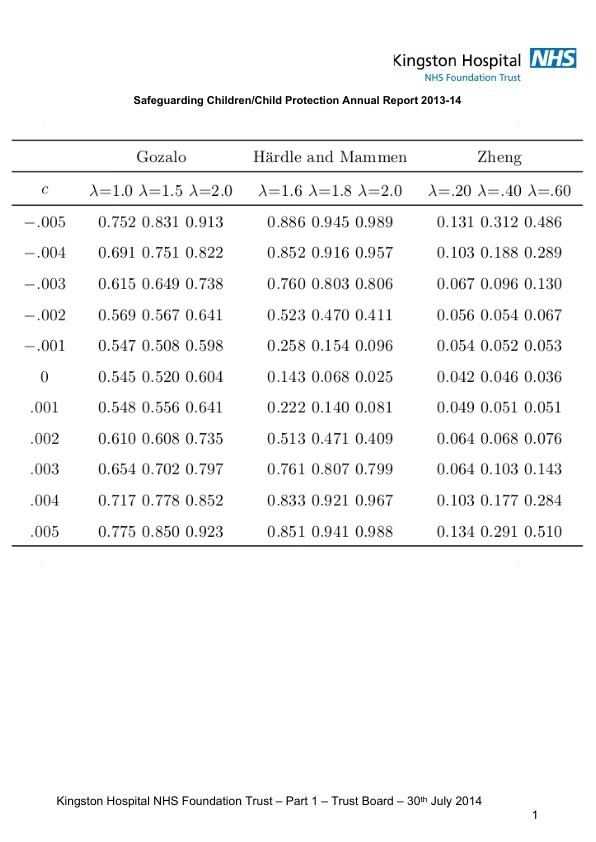 Kingston Hospital NHS
NHS Foundation Trust
Safeguarding Children/Child Protection Annual Report 2013-14
Gozalo Härdle and Mammen Zheng
c λ=1.0 λ=1.5 λ=2.0 λ=1.6 λ=1.8 λ=2.0 λ=.20 λ=.40 λ=.60
−.005 0.752 0.831 0.913 0.886 0.945 0.989 0.131 0.312 0.486
−.004 0.691 0.751 0.822 0.852 0.916 0.957 0.103 0.188 0.289
−.003 0.615 0.649 0.738 0.760 0.803 0.806 0.067 0.096 0.130
−.002 0.569 0.567 0.641 0.523 0.470 0.411 0.056 0.054 0.067
−.001 0.547 0.508 0.598 0.258 0.154 0.096 0.054 0.052 0.053
0 0.545 0.520 0.604 0.143 0.068 0.025 0.042 0.046 0.036
.001 0.548 0.556 0.641 0.222 0.140 0.081 0.049 0.051 0.051
.002 0.610 0.608 0.735 0.513 0.471 0.409 0.064 0.068 0.076
.003 0.654 0.702 0.797 0.761 0.807 0.799 0.064 0.103 0.143
.004 0.717 0.778 0.852 0.833 0.921 0.967 0.103 0.177 0.284
.005 0.775 0.850 0.923 0.851 0.941 0.988 0.134 0.291 0.510
Kingston Hospital NHS Foundation Trust – Part 1 – Trust Board – 30th July 2014
1